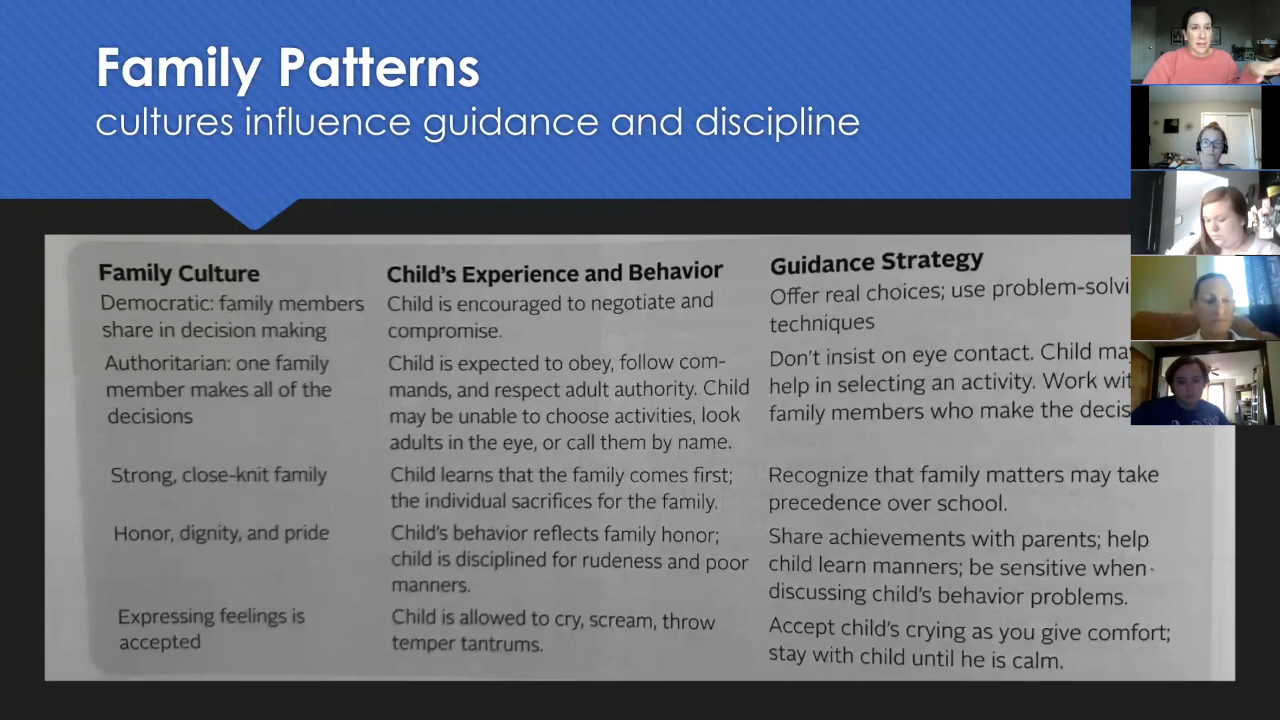 Family Patterns
cultures influence guidance and discipline
Family Culture
Democratic: family members
share in decision making
Authoritarian: one family
member makes all of the
decisions
Strong, close-knit family
Honor, dignity, and pride
Expressing feelings is
accepted
Child's Experience and Behavior
Child is encouraged to negotiate and
compromise.
Child is expected to obey, follow com-
mands, and respect adult authority. Child
may be unable to choose activities, look
adults in the eye, or call them by name.
Child learns that the family comes first;
the individual sacrifices for the family.
Child's behavior reflects family honor;
child is disciplined for rudeness and poor
manners.
Child is allowed to cry, scream, throw
temper tantrums.
Guidance Strategy
Offer real choices; use problem-solvi
techniques
Don't insist on eye contact. Child may
help in selecting an activity. Work wit
family members who make the decis
Recognize that family matters may take
precedence over school.
Share achievements with parents; help
child learn manners; be sensitive when
discussing child's behavior problems.
Accept child's crying as you give comfort;
stay with child until he is calm.